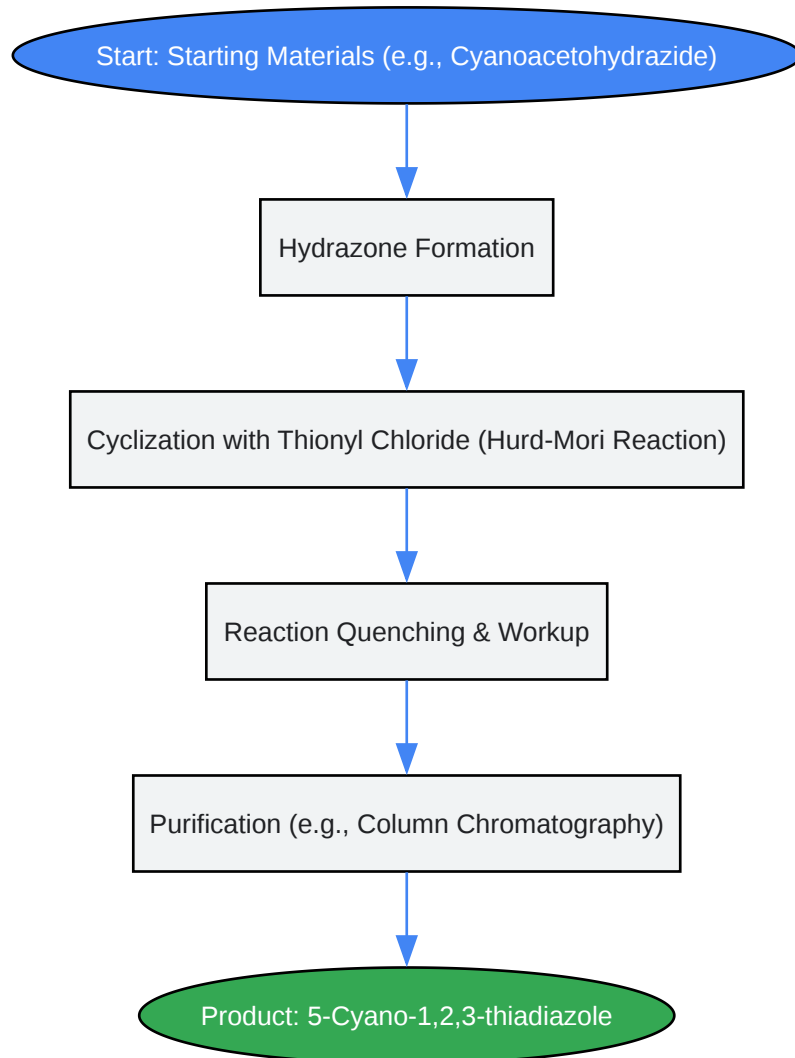 Start: Starting Materials (e.g., Cyanoacetohydrazide)
Hydrazone Formation
Cyclization with Thionyl Chloride (Hurd-Mori Reaction)
Reaction Quenching & Workup
Purification (e.g., Column Chromatography)
Product: 5-Cyano-1,2,3-thiadiazole